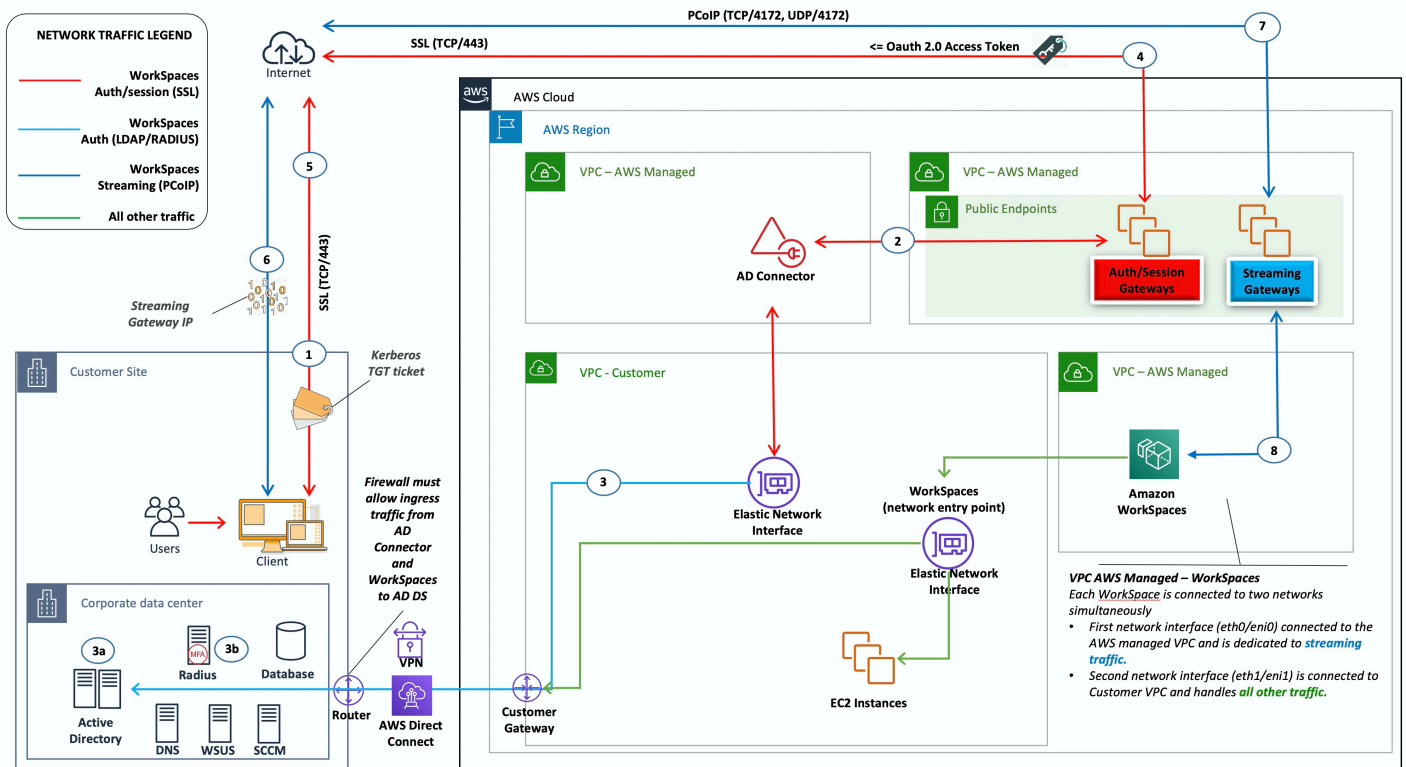 NETWORK TRAFFIC LEGEND
WorkSpaces
Auth/session (SSL)
WorkSpaces
Auth (LDAP/RADIUS)
WorkSpaces
Streaming (PCoIP)
All other traffic
Internet
PCoIP (TCP/4172, UDP/4172)
7
SSL (TCP/443)
<= Oauth 2.0 Access Token
4
aws
AWS Cloud
AWS Region
VPC – AWS Managed
AD Connector
2
VPC – AWS Managed
Public Endpoints
Auth/Session
Gateways
Streaming
Gateways
5
6
SSL (TCP/443)
Streaming
Gateway IP
1
Kerberos
TGT ticket
Customer Site
Users
Client
Firewall must
allow ingress
traffic from
AD
Connector
and
WorkSpaces
to AD DS
Corporate data center
3a
MFA
3b
Radius
Database
Active
Directory
DNS
WSUS
SCCM
Router
VPN
AWS Direct
Connect
Customer
Gateway
VPC - Customer
3
Elastic Network
Interface
WorkSpaces
(network entry point)
Elastic Network
Interface
EC2 Instances
VPC – AWS Managed
8
Amazon
WorkSpaces
VPC AWS Managed – WorkSpaces
Each WorkSpace is connected to two networks
simultaneously
• First network interface (eth0/eni0) connected to the
AWS managed VPC and is dedicated to streaming
traffic.
• Second network interface (eth1/eni1) is connected to
Customer VPC and handles all other traffic.